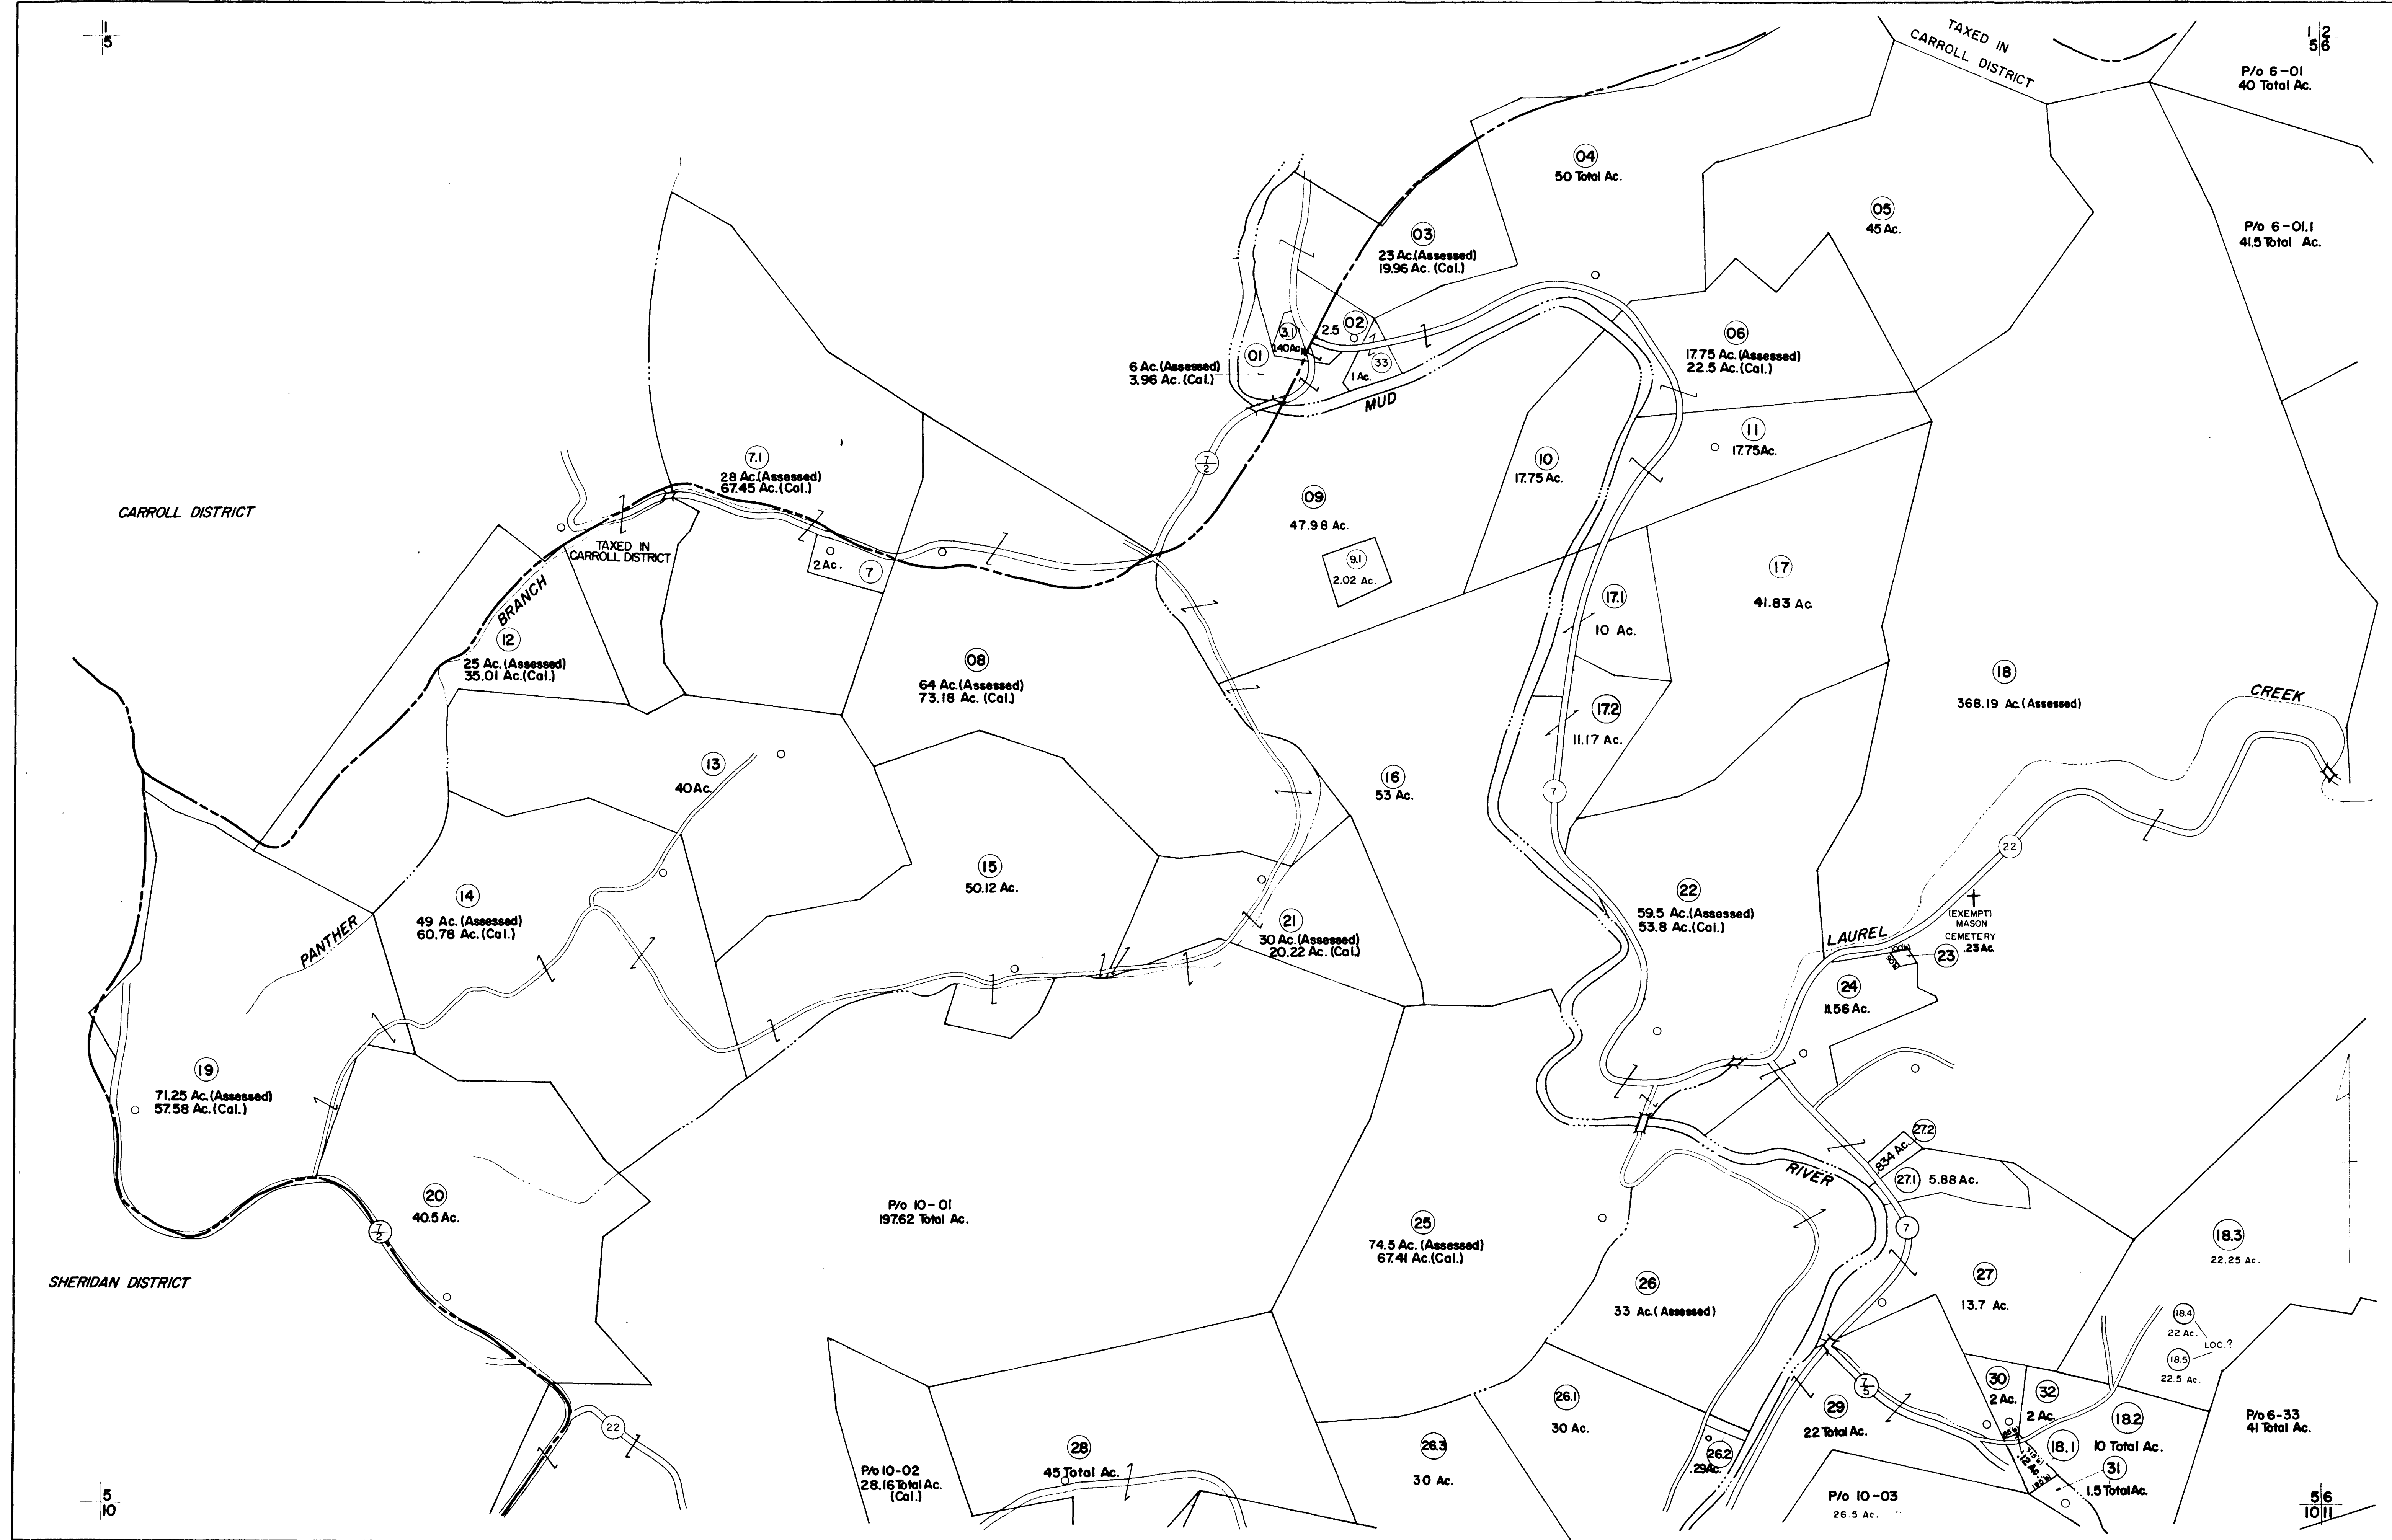 1
5
TAXED IN
CARROLL DISTRICT
1 2
5 6
P/o 6-01
40 Total Ac.
04
50 Total Ac.
05
45 Ac.
P/o 6-01.1
41.5 Total Ac.
03
23 Ac.(Assessed)
19.96 Ac. (Cal.)
3.1
1.40 Ac.
2.5
02
01
6 Ac.(Assessed)
3.96 Ac.(Cal.)
33
1 Ac.
MUD
06
17.75 Ac.(Assessed)
22.5 Ac.(Cal.)
11
17.75 Ac.
10
17.75 Ac.
7
2
7.1
28 Ac.(Assessed)
67.45 Ac.(Cal.)
09
47.98 Ac.
9.1
2.02 Ac.
CARROLL DISTRICT
TAXED IN
CARROLL DISTRICT
2 Ac.
7
BRANCH
12
25 Ac.(Assessed)
35.01 Ac.(Cal.)
08
64 Ac.(Assessed)
73.18 Ac. (Cal.)
17.1
10 Ac.
17
41.83 Ac.
17.2
11.17 Ac.
18
368.19 Ac.(Assessed)
CREEK
13
40 Ac.
16
53 Ac.
7
22
14
49 Ac.(Assessed)
60.78 Ac.(Cal.)
15
50.12 Ac.
21
30 Ac.(Assessed)
20.22 Ac.(Cal.)
22
59.5 Ac.(Assessed)
53.8 Ac.(Cal.)
PANTHER
LAUREL
(EXEMPT)
MASON
CEMETERY
23
.23 Ac.
24
11.56 Ac.
19
71.25 Ac.(Assessed)
57.58 Ac.(Cal.)
27.2
.834 Ac.
27.1
5.88 Ac.
RIVER
20
40.5 Ac.
7
2
P/o 10-01
197.62 Total Ac.
25
74.5 Ac.(Assessed)
67.41 Ac.(Cal.)
7
18.3
22.25 Ac.
SHERIDAN DISTRICT
26
33 Ac.(Assessed)
27
13.7 Ac.
18.4
22 Ac.
LOC.?
18.5
22.5 Ac.
7
5
30
2 Ac.
32
2 Ac.
22
28
45 Total Ac.
P/o 10-02
28.16 Total Ac.
(Cal.)
26.3
30 Ac.
26.1
30 Ac.
26.2
.29 Ac.
29
22 Total Ac.
18.1
.12 Ac.
18.2
10 Total Ac.
31
1.5 Total Ac.
P/o 6-33
41 Total Ac.
P/o 10-03
26.5 Ac.
5
10
5 6
10 11